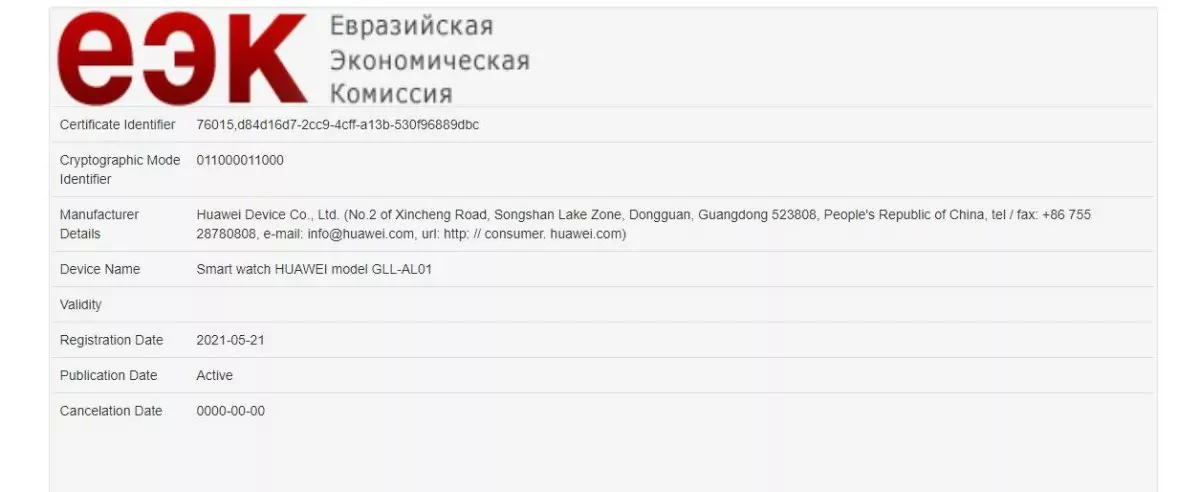 еэк
Евразийская
Экономическая
Комиссия
Certificate Identifier 76015,d84d16d7-2cc9-4cff-a13b-530f96889dbc
Cryptographic Mode 011000011000
Identifier
Manufacturer Huawei Device Co., Ltd. (No.2 of Xincheng Road, Songshan Lake Zone, Dongguan, Guangdong 523808, People's Republic of China, tel / fax: +86 755
Details 28780808, e-mail: info@huawei.com, url: http: // consumer. huawei.com)
Device Name Smart watch HUAWEI model GLL-AL01
Validity
Registration Date 2021-05-21
Publication Date Active
Cancelation Date 0000-00-00